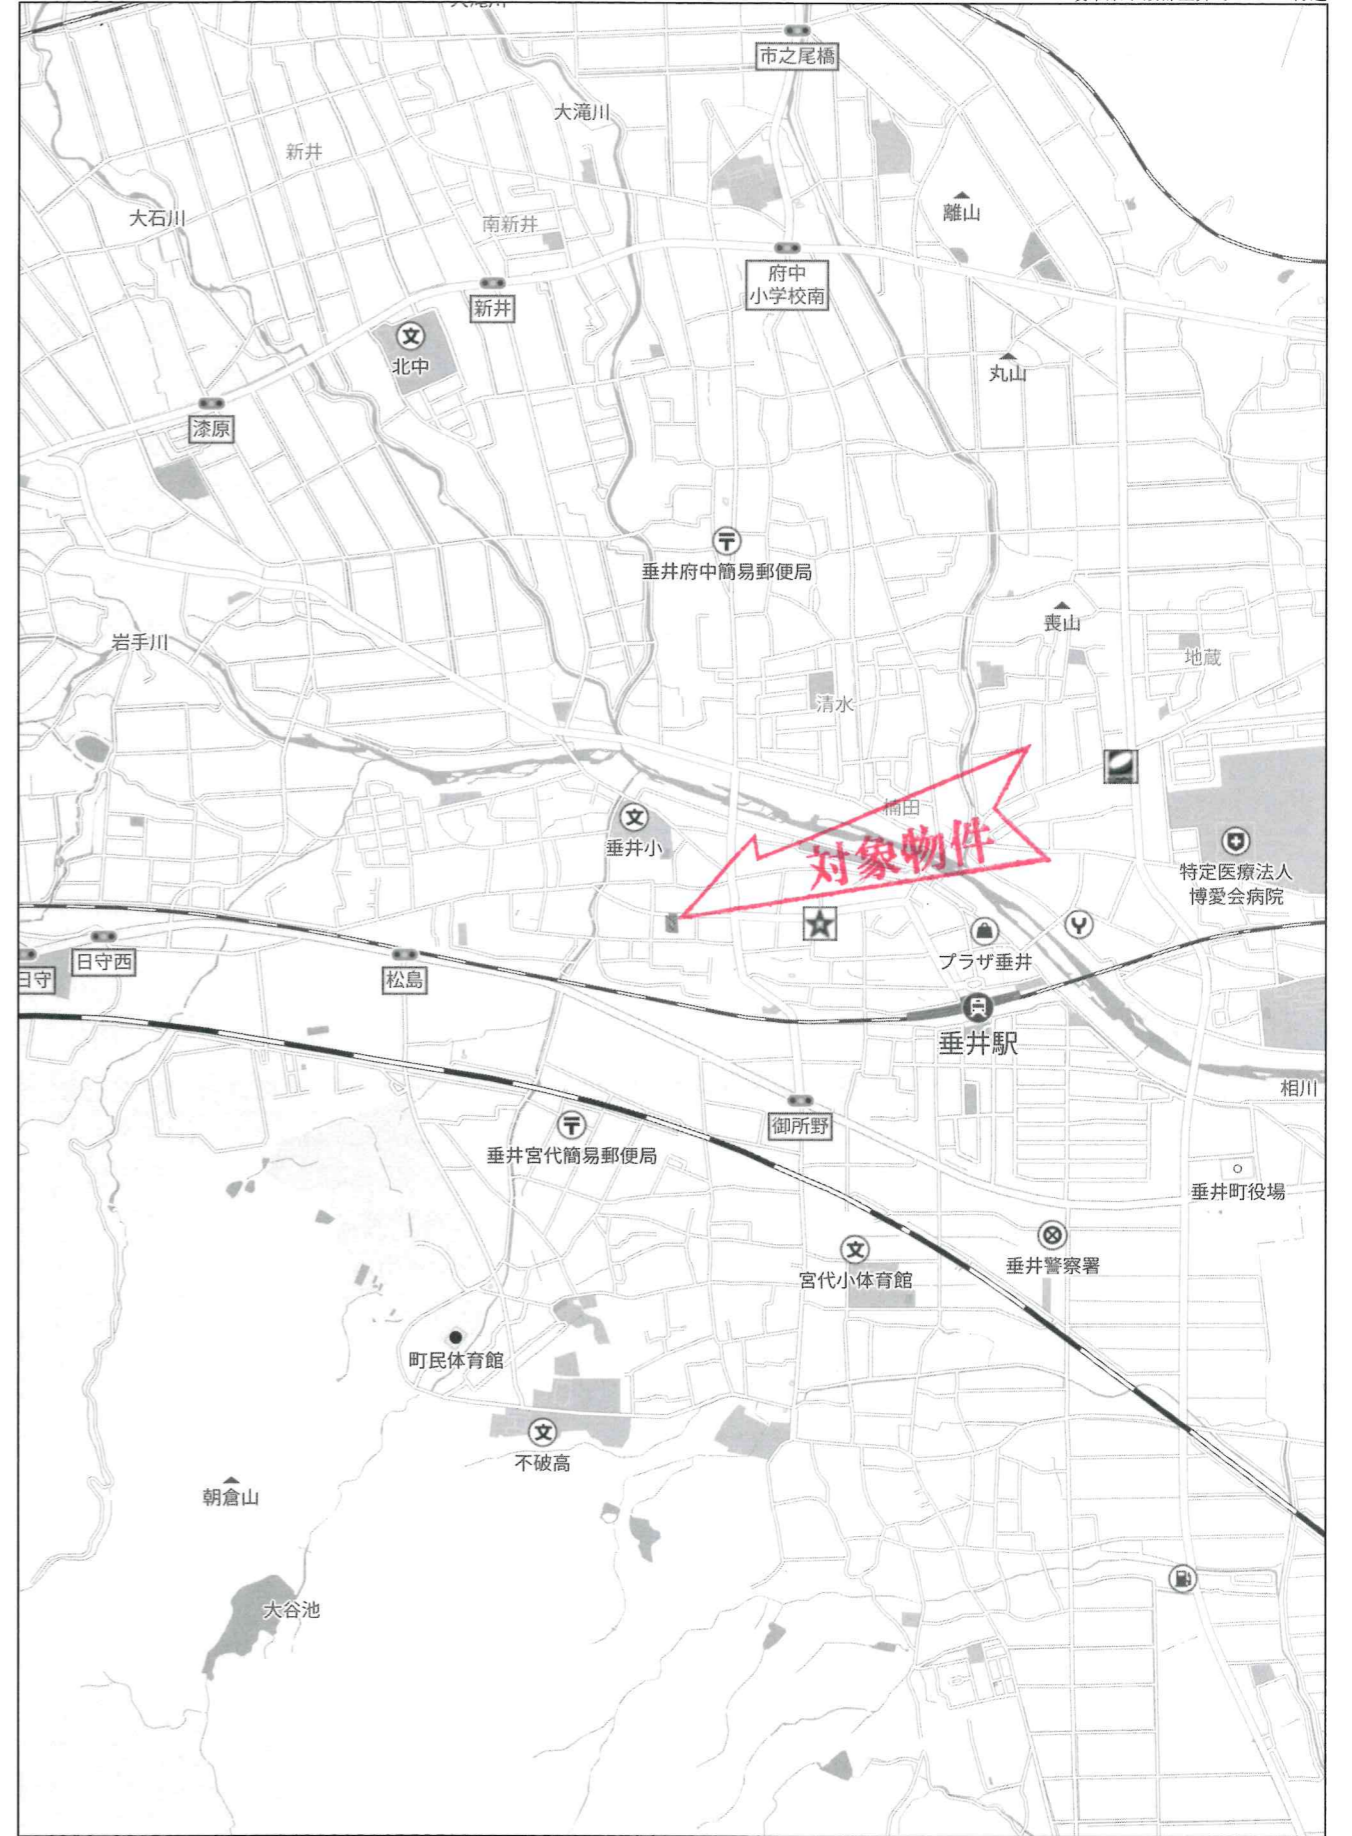 市之尾橋
大滝川
新井
離山
大石川
南新井
府中
小学校南
新井
北中
丸山
漆原
垂井府中簡易郵便局
喪山
岩手川
地蔵
清水
楠田
対象物件
垂井小
特定医療法人
博愛会病院
プラザ垂井
日守
日守西
松島
垂井駅
相川
御所野
垂井宮代簡易郵便局
垂井町役場
宮代小体育館
垂井警察署
町民体育館
不破高
朝倉山
大谷池